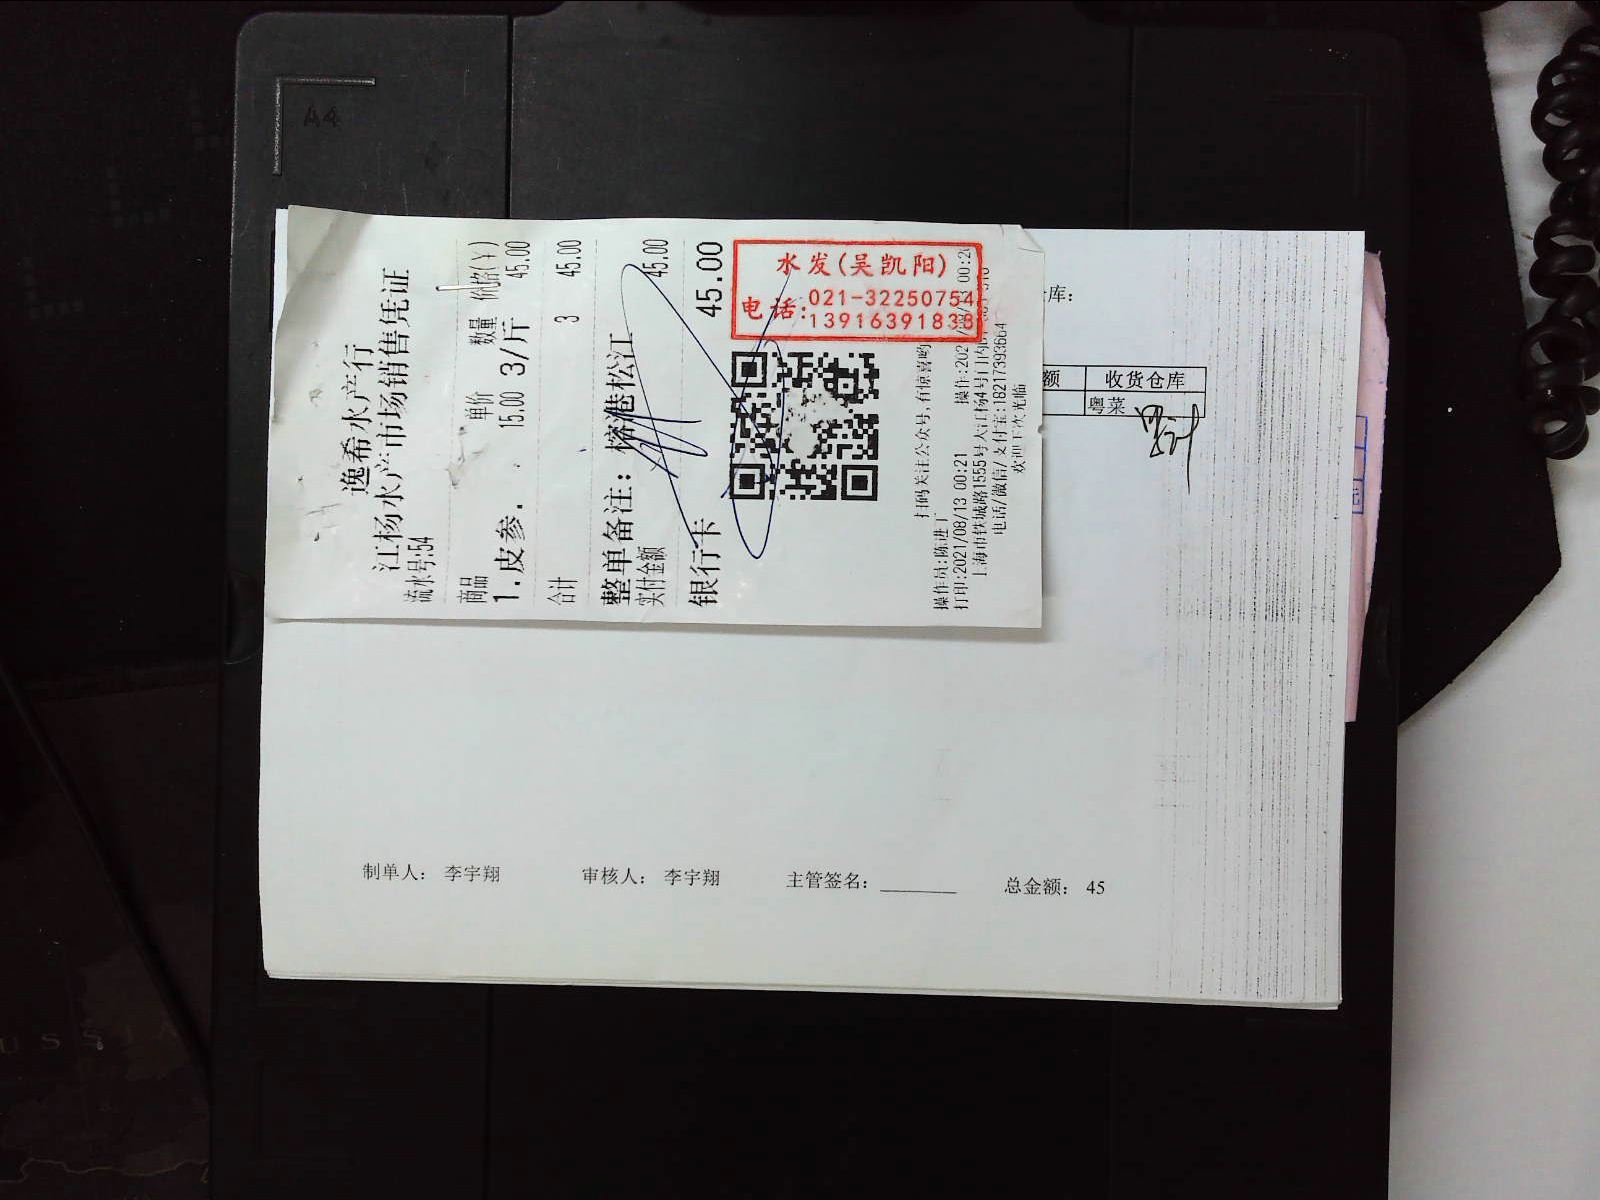 逸希水产行
江杨水产市场销售凭证
流水号:54
商品 单价 数量 价格(¥)
1.皮参. 15.00 3/斤 45.00
合计 3 45.00
整单备注: 榕港松江
实付金额 45.00
银行卡 45.00
水发(吴凯阳)
电话:021-32250754
13916391838
扫码关注公众号,有惊喜哟
操作员:陈进丁
打印:2021/08/13 00:21
上海市铁城路1555号大江杨4号门内
电话/微信/支付宝:18217393664
欢迎下次光临
库:
额 收货仓库
粤菜
制单人: 李宇翔 审核人: 李宇翔 主管签名: 总金额: 45
A4